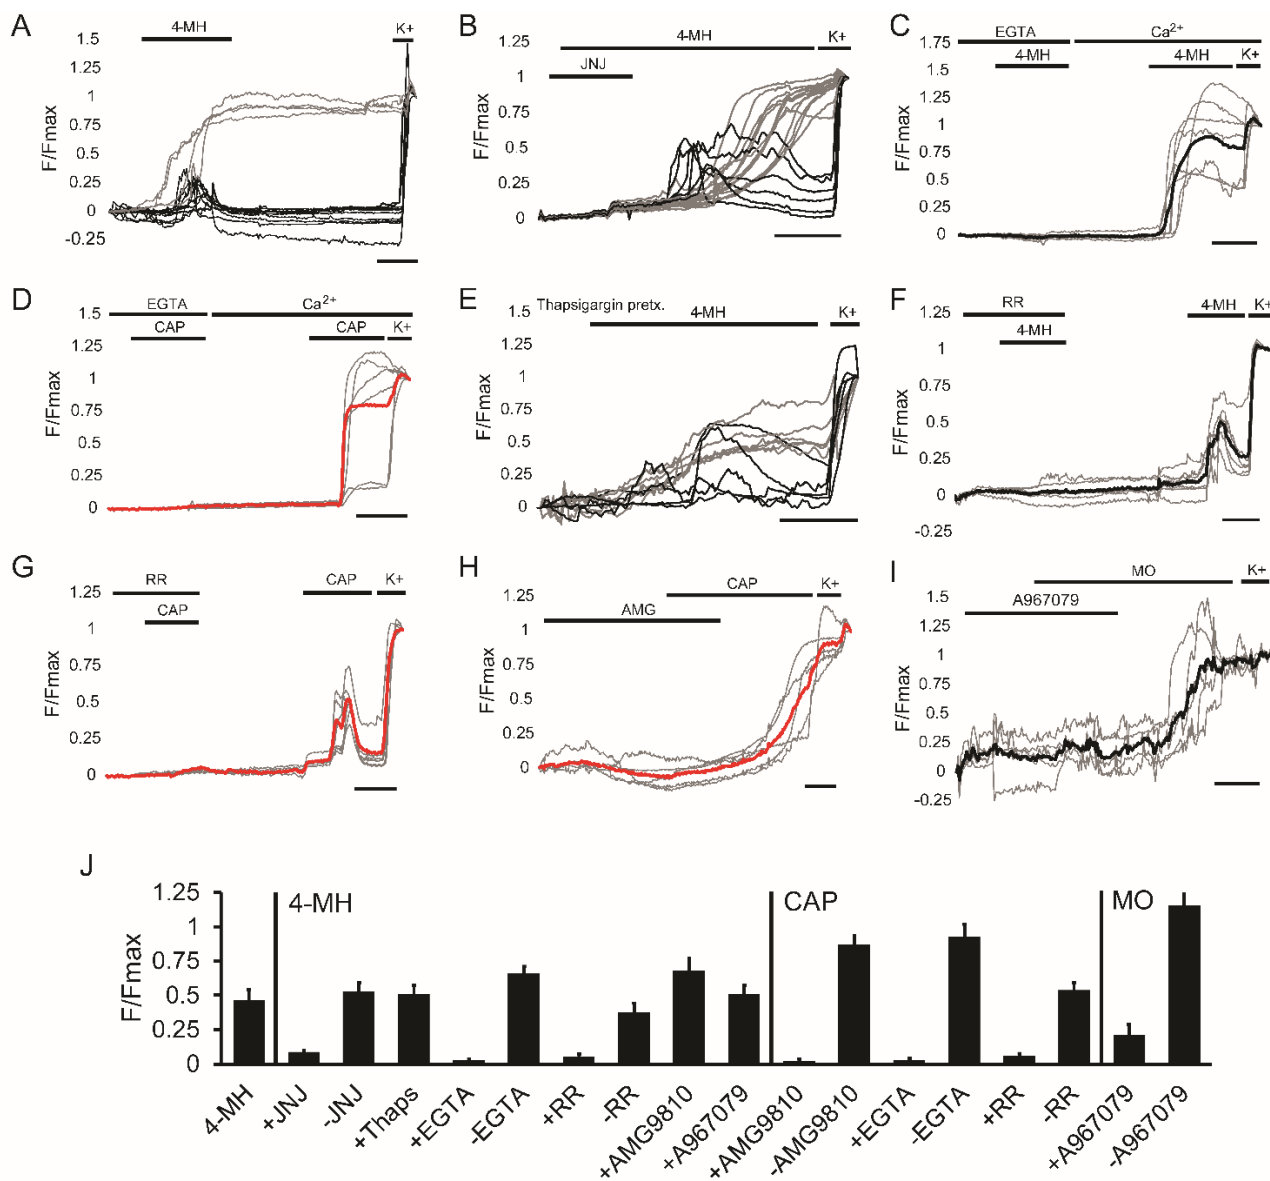 A
4-MH
K+
1.5
1.25
1
0.75
0.25
0
-0.25
F/Fmax
B
4-MH
K+
JNJ
1.25
1
0.75
0.5
0.25
0
F/Fmax
C
EGTA
Ca²⁺
4-MH
4-MH
K+
1.75
1.5
1.25
1
0.75
0.5
0.25
0
F/Fmax
D
EGTA
Ca²⁺
CAP
CAP
K+
1.5
1.25
1
0.75
0.5
0.25
0
F/Fmax
E
Thapsigargin pretx.
4-MH
K+
1.5
1.25
1
0.75
0.5
0.25
0
F/Fmax
F
RR
4-MH
4-MH
K+
1.25
1
0.75
0.5
0.25
0
-0.25
F/Fmax
G
RR
CAP
CAP
K+
1.25
1
0.75
0.5
0.25
0
F/Fmax
H
CAP
K+
AMG
1.25
1
0.75
0.5
0.25
0
F/Fmax
I
MO
K+
A967079
1.5
1.25
1
0.5
0.25
0
-0.25
F/Fmax
J
1.25
1
0.75
0.5
0.25
0
F/Fmax
4-MH
CAP
MO
4-MH
+JNJ
-JNJ
+Thaps
+EGTA
-EGTA
+RR
-RR
+AMG9810
+A967079
+AMG9810
-AMG9810
+EGTA
-EGTA
+RR
-RR
+A967079
-A967079